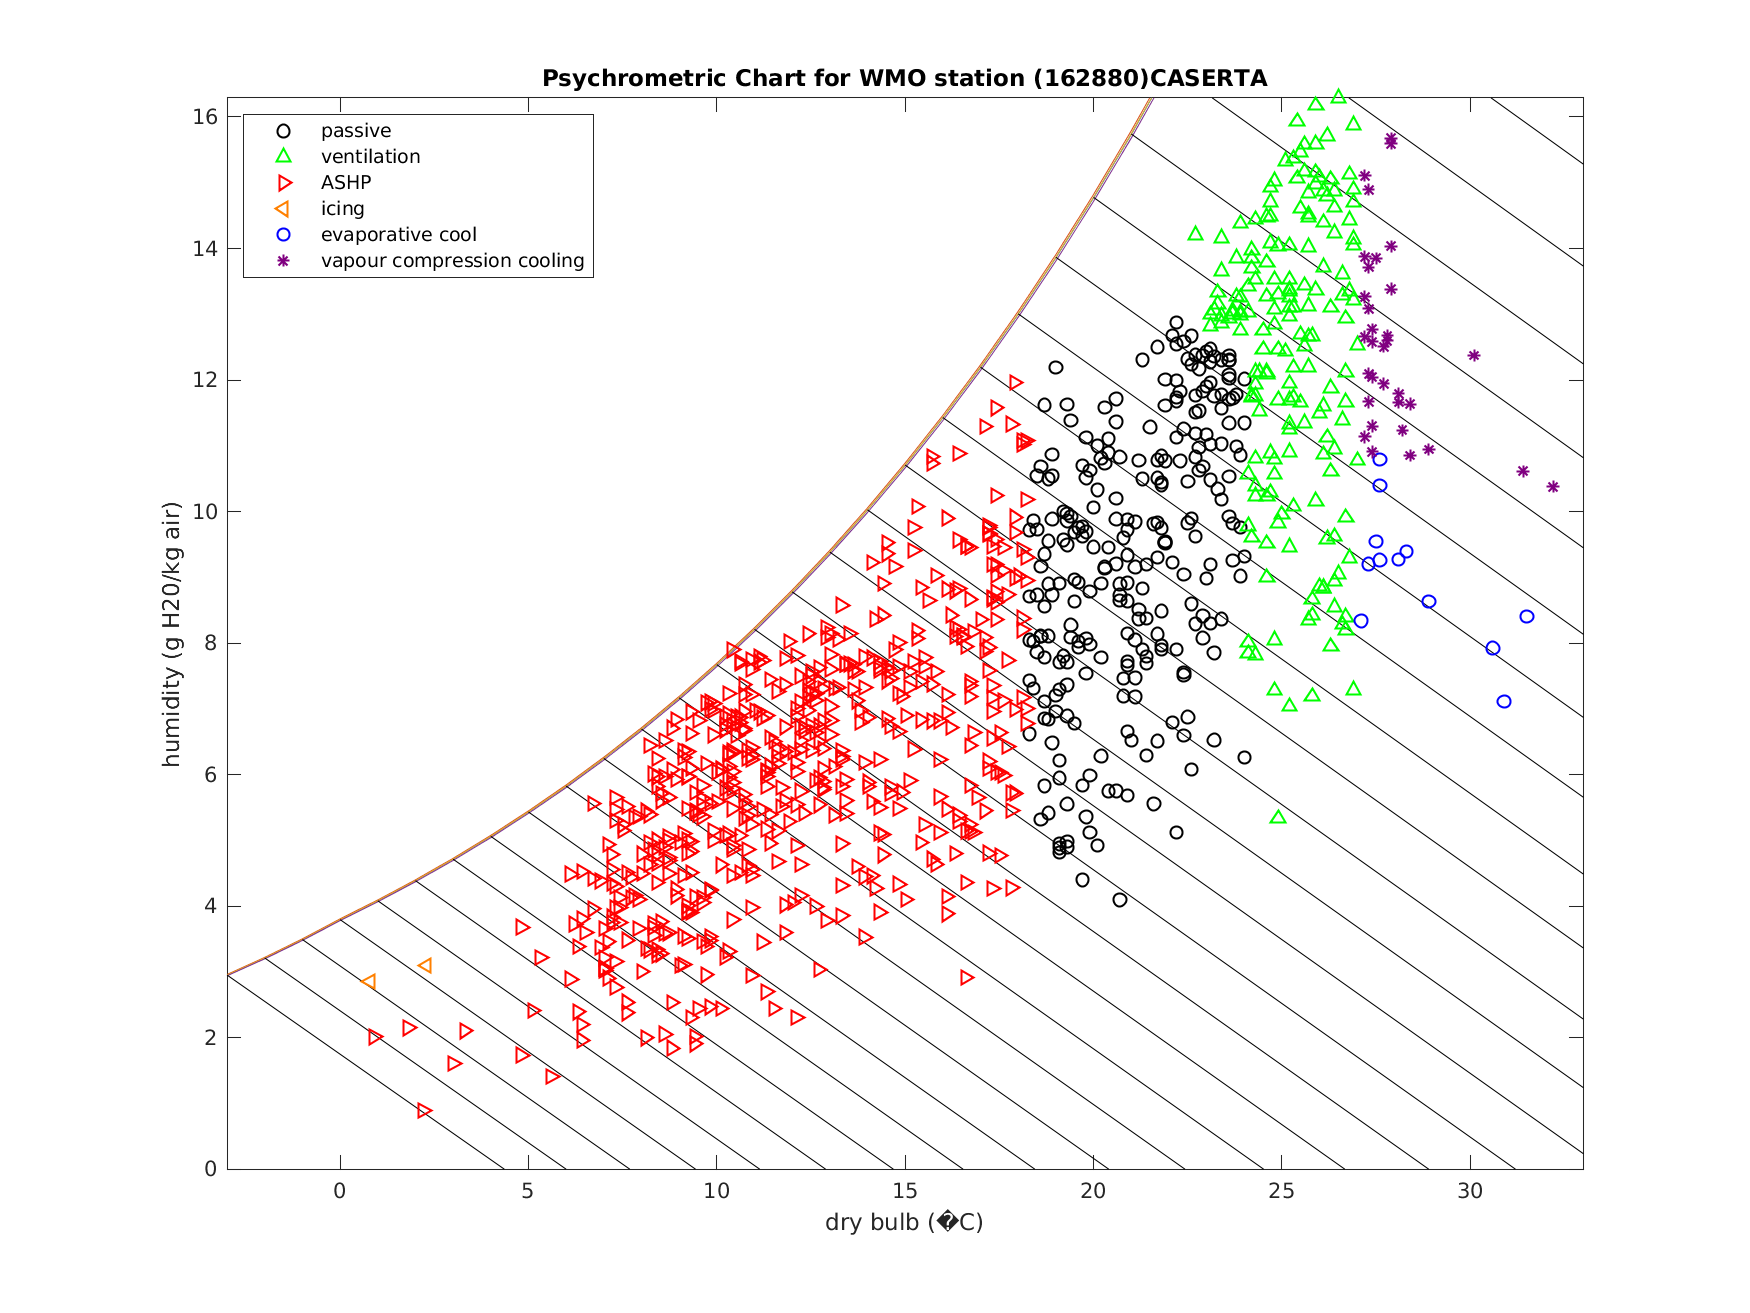 Psychrometric Chart for WMO station (162880)CASERTA
passive
ventilation
ASHP
icing
evaporative cool
vapour compression cooling
humidity (g H20/kg air)
16
14
12
10
8
6
4
2
0
0 5 10 15 20 25 30
dry bulb (�C)